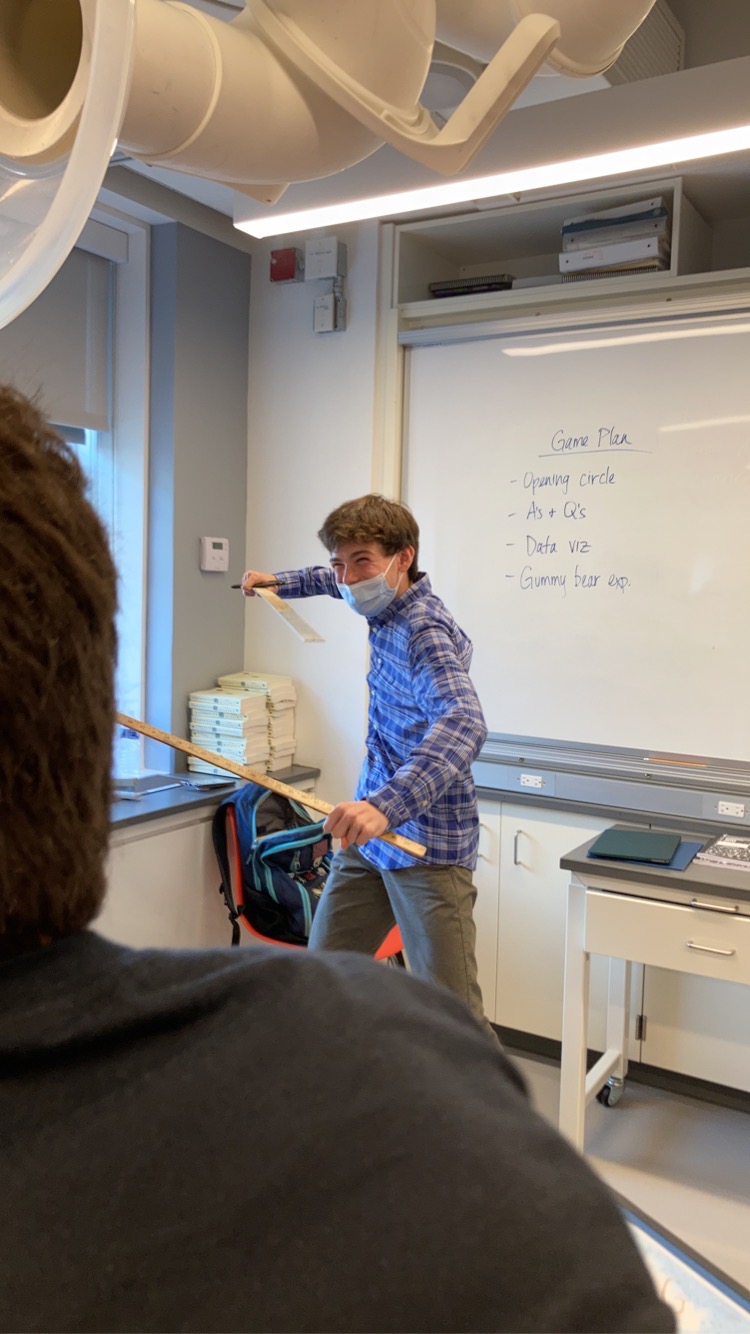 Game Plan
- Opening circle
- A's + Q's
- Data viz
- Gummy bear exp.